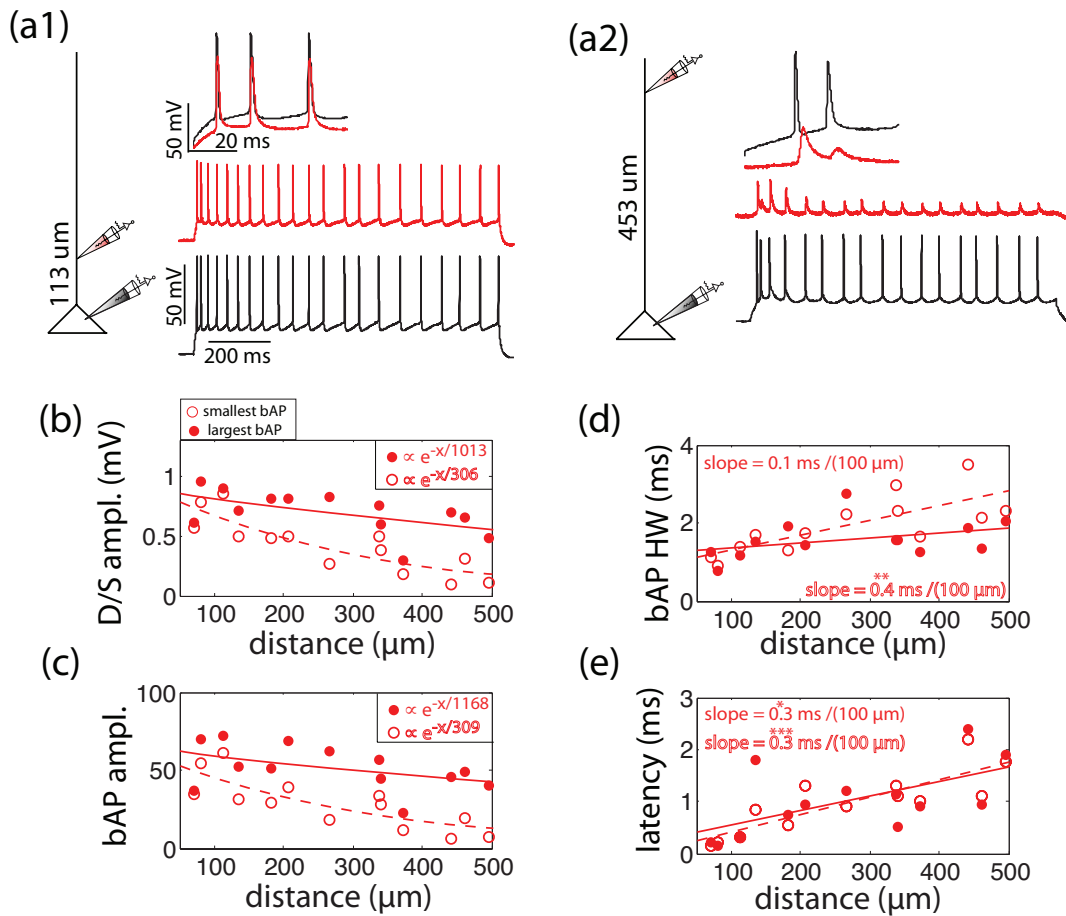 (a1)
113 um
50 mV
20 ms
50 mV
200 ms
(a2)
453 um
(b)
smallest bAP
largest bAP
∝ e-x/1013
∝ e-x/306
D/S ampl. (mV)
1
0.5
0
100 200 300 400 500
distance (µm)
(c)
∝ e-x/1168
∝ e-x/309
bAP ampl.
100
50
0
100 200 300 400 500
distance (µm)
(d)
slope = 0.1 ms /(100 µm)
**
slope = 0.4 ms /(100 µm)
bAP HW (ms)
4
2
0
100 200 300 400 500
distance (µm)
(e)
*
slope = 0.3 ms /(100 µm)
***
slope = 0.3 ms /(100 µm)
latency (ms)
3
2
1
0
100 200 300 400 500
distance (µm)